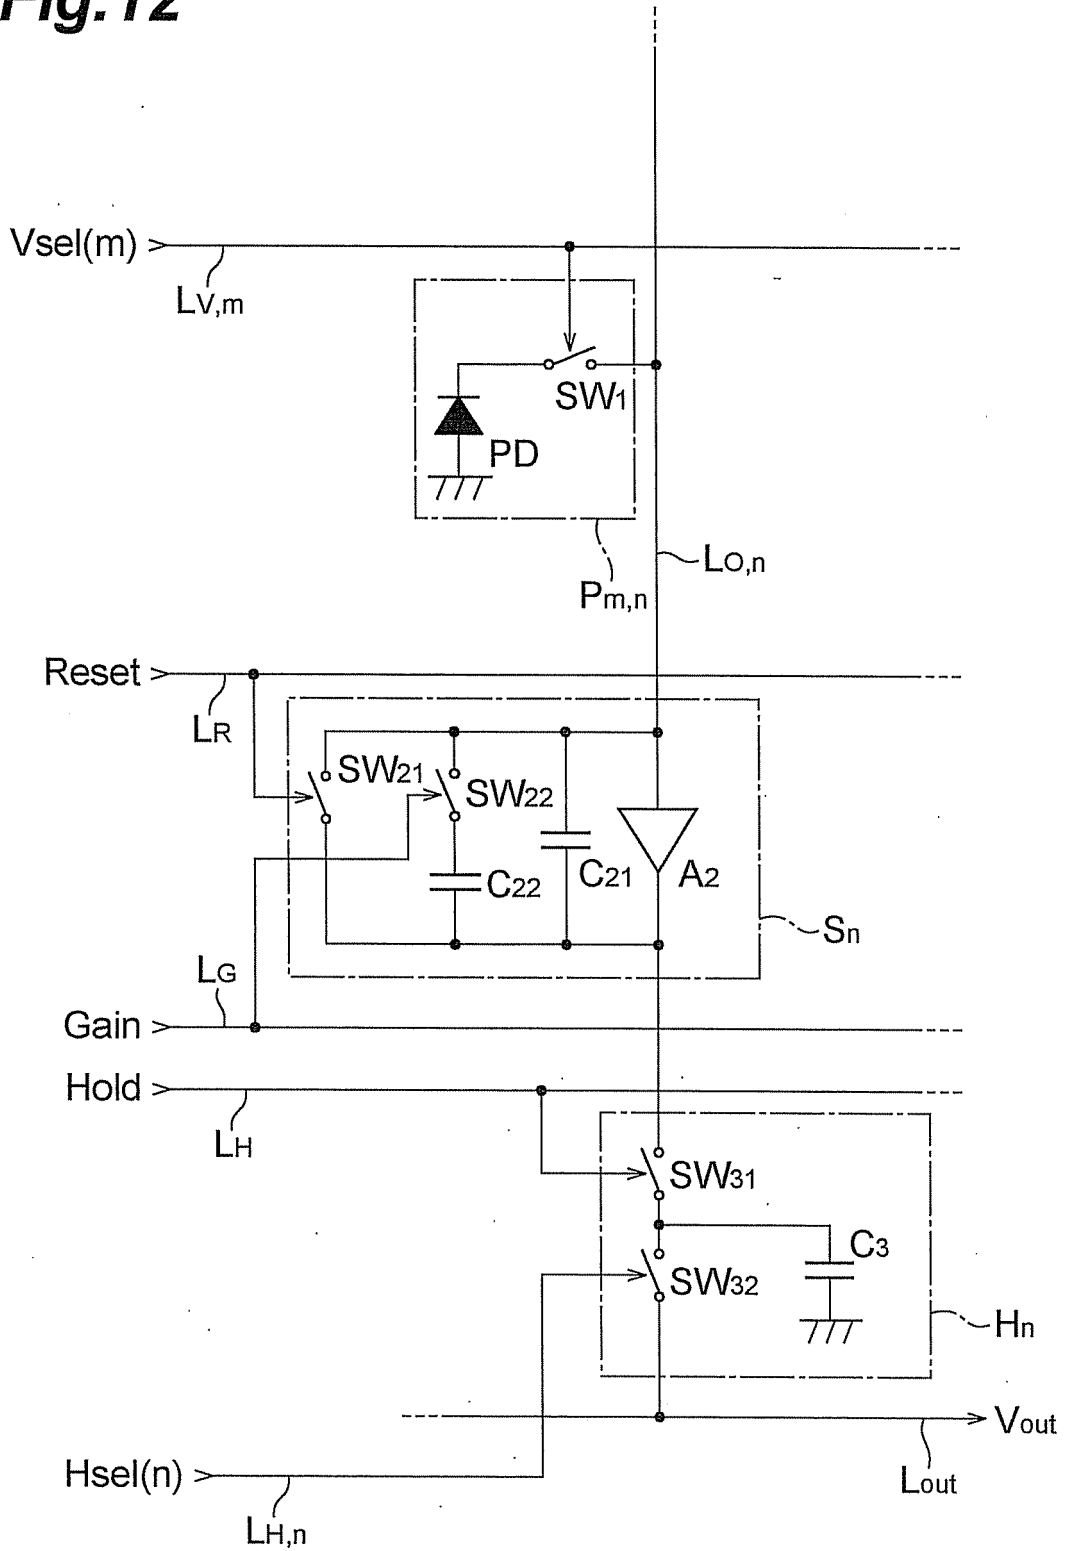 Fig.12
Vsel(m)
LV,m
SW1
PD
LO,n
Pm,n
Reset
LR
SW21
SW22
C22
C21
A2
Sn
LG
Gain
Hold
LH
SW31
C3
SW32
Hn
Vout
Hsel(n)
Lout
LH,n